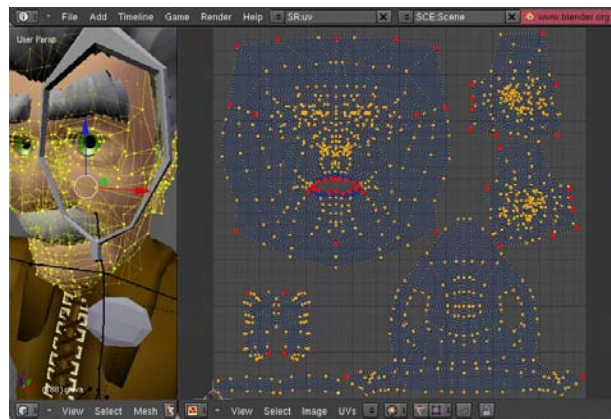 File Add Timeline Game Render Help SR:uv SCE:Scene www.blender.org
User Persp
View Select Mesh
View Select Image UVs